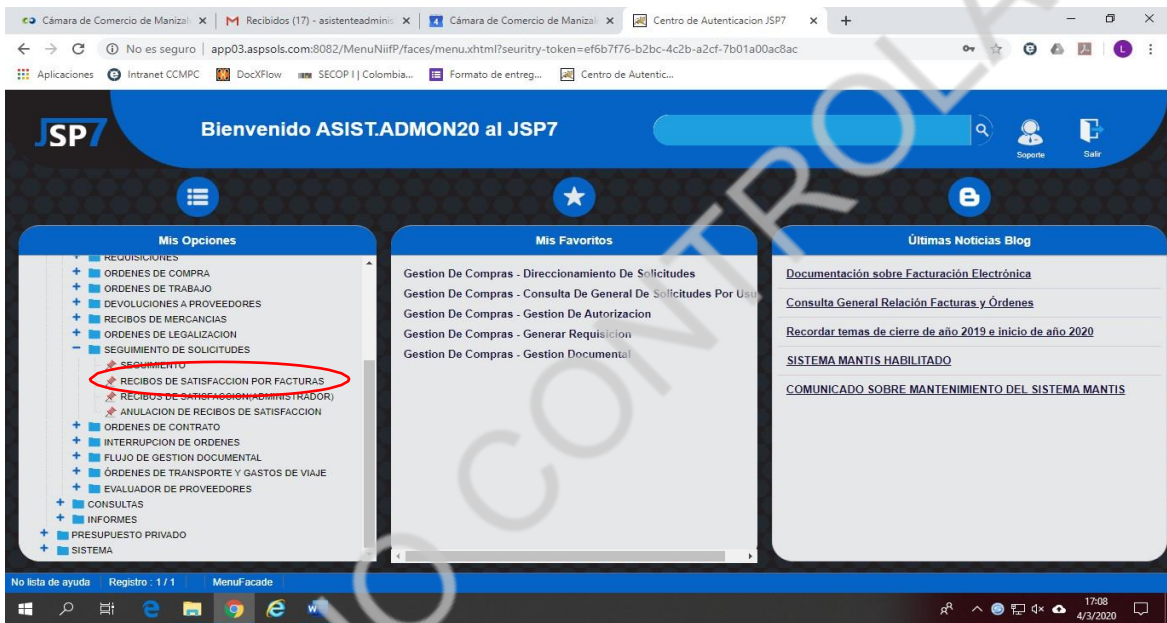 Cámara de Comercio de Manizal
Recibidos (17) - asistenteadminis
Cámara de Comercio de Manizal
Centro de Autenticacion JSP7
No es seguro
app03.aspsols.com:8082/MenuNiifP/faces/menu.xhtml?seuritry-token=ef6b7f76-b2bc-4c2b-a2cf-7b01a00ac8ac
Aplicaciones
Intranet CCMPC
DocXFlow
SECOP I | Colombia...
Formato de entreg...
Centro de Autentic...
JSP7
Bienvenido ASIST.ADMON20 al JSP7
Soporte
Salir
Mis Opciones
REQUISICIONES
ORDENES DE COMPRA
ORDENES DE TRABAJO
DEVOLUCIONES A PROVEEDORES
RECIBOS DE MERCANCIAS
ORDENES DE LEGALIZACION
SEGUIMIENTO DE SOLICITUDES
SEGUIMIENTO
RECIBOS DE SATISFACCION POR FACTURAS
RECIBOS DE SATISFACCION(ADMINISTRADOR)
ANULACION DE RECIBOS DE SATISFACCION
ORDENES DE CONTRATO
INTERRUPCION DE ORDENES
FLUJO DE GESTION DOCUMENTAL
ÓRDENES DE TRANSPORTE Y GASTOS DE VIAJE
EVALUADOR DE PROVEEDORES
CONSULTAS
INFORMES
PRESUPUESTO PRIVADO
SISTEMA
Mis Favoritos
Gestion De Compras - Direccionamiento De Solicitudes
Gestion De Compras - Consulta De General De Solicitudes Por Usu
Gestion De Compras - Gestion De Autorizacion
Gestion De Compras - Generar Requisicion
Gestion De Compras - Gestion Documental
Últimas Noticias Blog
Documentación sobre Facturación Electrónica
Consulta General Relación Facturas y Órdenes
Recordar temas de cierre de año 2019 e inicio de año 2020
SISTEMA MANTIS HABILITADO
COMUNICADO SOBRE MANTENIMIENTO DEL SISTEMA MANTIS
No lista de ayuda
Registro : 1 / 1
MenuFacade
17:08
4/3/2020
O CONTROLA